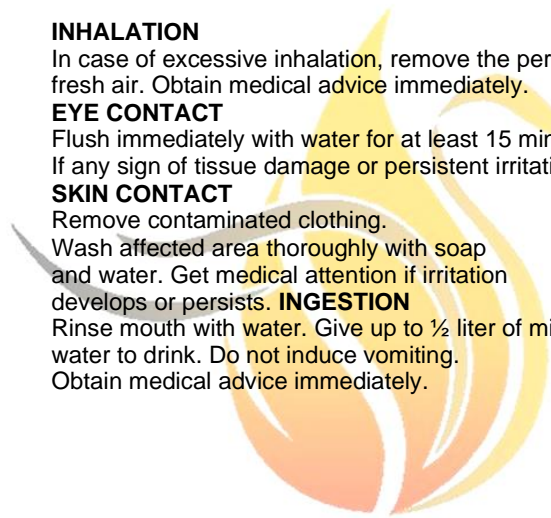 INHALATION
In case of excessive inhalation, remove the per
fresh air. Obtain medical advice immediately.
EYE CONTACT
Flush immediately with water for at least 15 min
If any sign of tissue damage or persistent irritati
SKIN CONTACT
Remove contaminated clothing.
Wash affected area thoroughly with soap
and water. Get medical attention if irritation
develops or persists. INGESTION
Rinse mouth with water. Give up to ½ liter of mi
water to drink. Do not induce vomiting.
Obtain medical advice immediately.